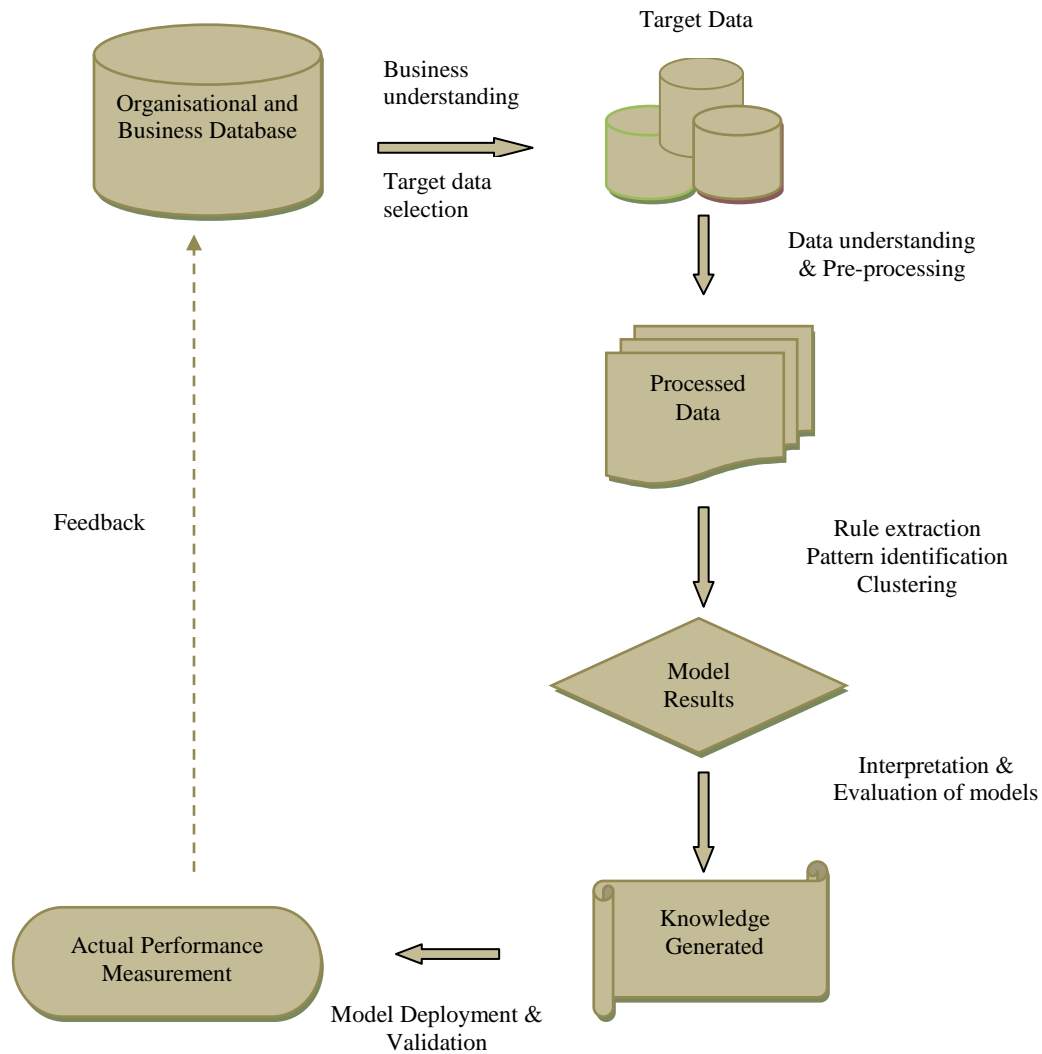 Target Data
Business
understanding
Organisational and
Business Database
Target data
selection
Data understanding
& Pre-processing
Processed
Data
Feedback
Rule extraction
Pattern identification
Clustering
Model
Results
Interpretation &
Evaluation of models
Knowledge
Generated
Actual Performance
Measurement
Model Deployment &
Validation